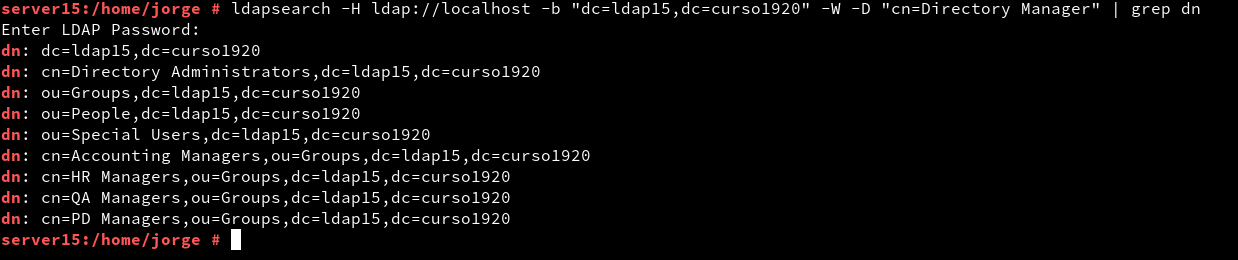 server15:/home/jorge # ldapsearch -H ldap://localhost -b "dc=ldap15,dc=curso1920" -W -D "cn=Directory Manager" | grep dn
Enter LDAP Password:
dn: dc=ldap15,dc=curso1920
dn: cn=Directory Administrators,dc=ldap15,dc=curso1920
dn: ou=Groups,dc=ldap15,dc=curso1920
dn: ou=People,dc=ldap15,dc=curso1920
dn: ou=Special Users,dc=ldap15,dc=curso1920
dn: cn=Accounting Managers,ou=Groups,dc=ldap15,dc=curso1920
dn: cn=HR Managers,ou=Groups,dc=ldap15,dc=curso1920
dn: cn=QA Managers,ou=Groups,dc=ldap15,dc=curso1920
dn: cn=PD Managers,ou=Groups,dc=ldap15,dc=curso1920
server15:/home/jorge #